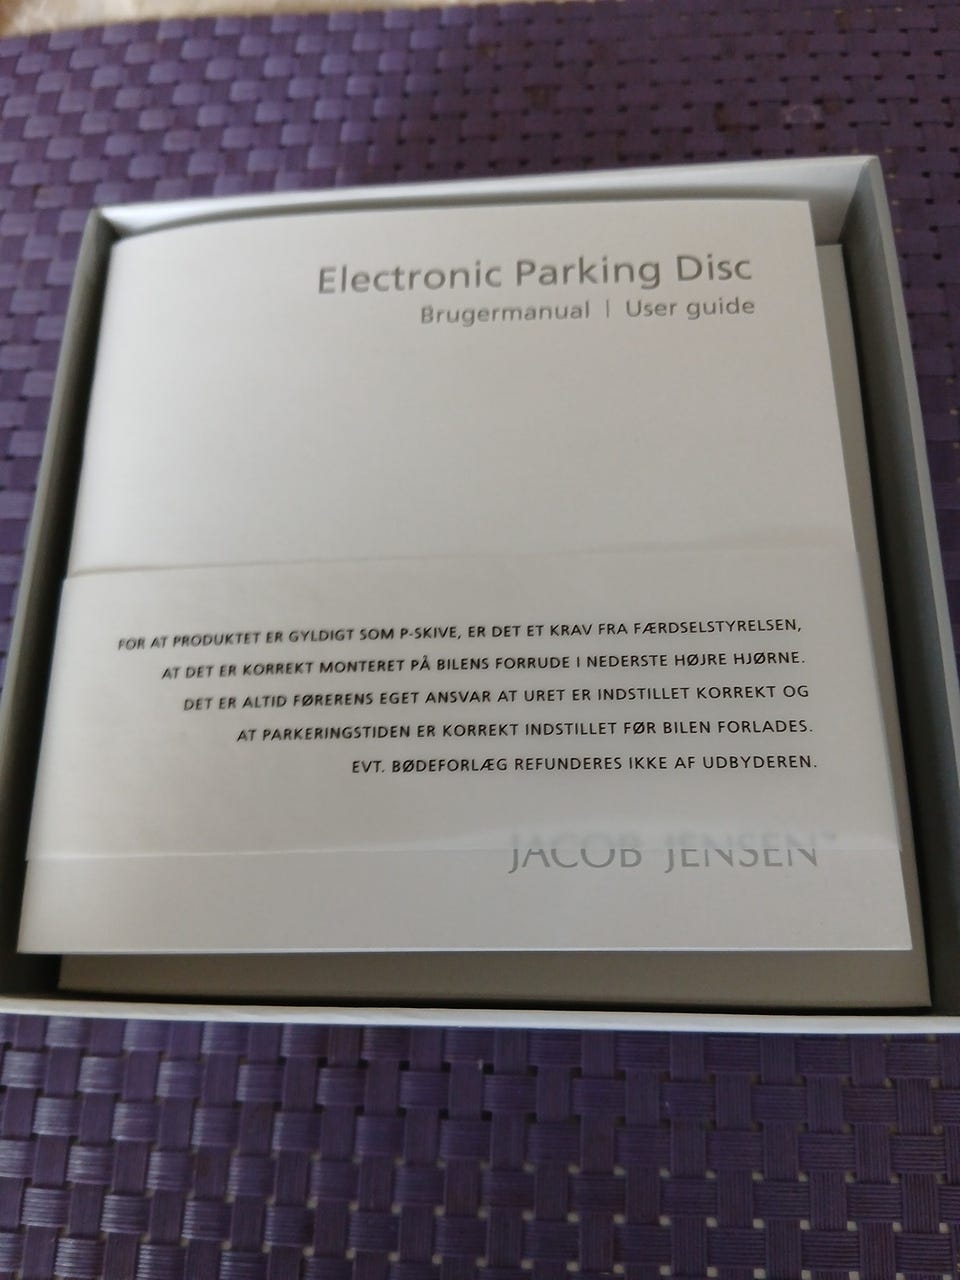 Electronic Parking Disc
Brugermanual | User guide
FOR AT PRODUKTET ER GYLDIGT SOM P-SKIVE, ER DET ET KRAV FRA FÆRDSELSTYRELSEN,
AT DET ER KORREKT MONTERET PÅ BILENS FORRUDE I NEDERSTE HØJRE HJØRNE.
DET ER ALTID FØRERENS EGET ANSVAR AT URET ER INDSTILLET KORREKT OG
AT PARKERINGSTIDEN ER KORREKT INDSTILLET FØR BILEN FORLADES.
EVT. BØDEFORLÆG REFUNDERES IKKE AF UDBYDEREN.
JACOB JENSEN™